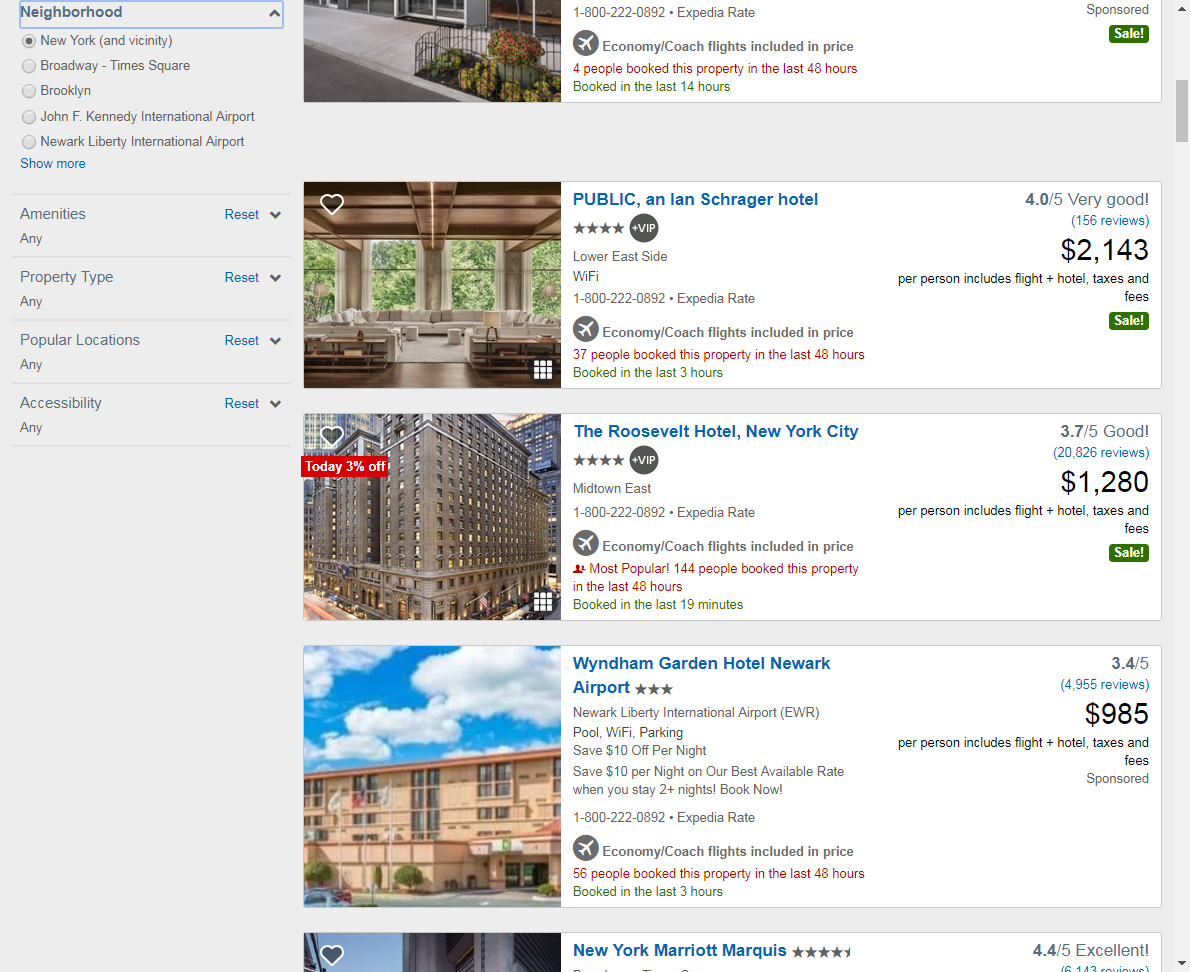 Neighborhood
New York (and vicinity)
Broadway - Times Square
Brooklyn
John F. Kennedy International Airport
Newark Liberty International Airport
Show more
Amenities Reset
Any
Property Type Reset
Any
Popular Locations Reset
Any
Accessibility Reset
Any
1-800-222-0892 • Expedia Rate
Economy/Coach flights included in price
4 people booked this property in the last 48 hours
Booked in the last 14 hours
Sponsored
Sale!
PUBLIC, an Ian Schrager hotel
+VIP
Lower East Side
WiFi
1-800-222-0892 • Expedia Rate
Economy/Coach flights included in price
37 people booked this property in the last 48 hours
Booked in the last 3 hours
4.0/5 Very good!
(156 reviews)
$2,143
per person includes flight + hotel, taxes and
fees
Sale!
Today 3% off
The Roosevelt Hotel, New York City
+VIP
Midtown East
1-800-222-0892 • Expedia Rate
Economy/Coach flights included in price
Most Popular! 144 people booked this property
in the last 48 hours
Booked in the last 19 minutes
3.7/5 Good!
(20,826 reviews)
$1,280
per person includes flight + hotel, taxes and
fees
Sale!
Wyndham Garden Hotel Newark
Airport
Newark Liberty International Airport (EWR)
Pool, WiFi, Parking
Save $10 Off Per Night
Save $10 per Night on Our Best Available Rate
when you stay 2+ nights! Book Now!
1-800-222-0892 • Expedia Rate
Economy/Coach flights included in price
56 people booked this property in the last 48 hours
Booked in the last 3 hours
3.4/5
(4,955 reviews)
$985
per person includes flight + hotel, taxes and
fees
Sponsored
New York Marriott Marquis
4.4/5 Excellent!
(6,143 reviews)